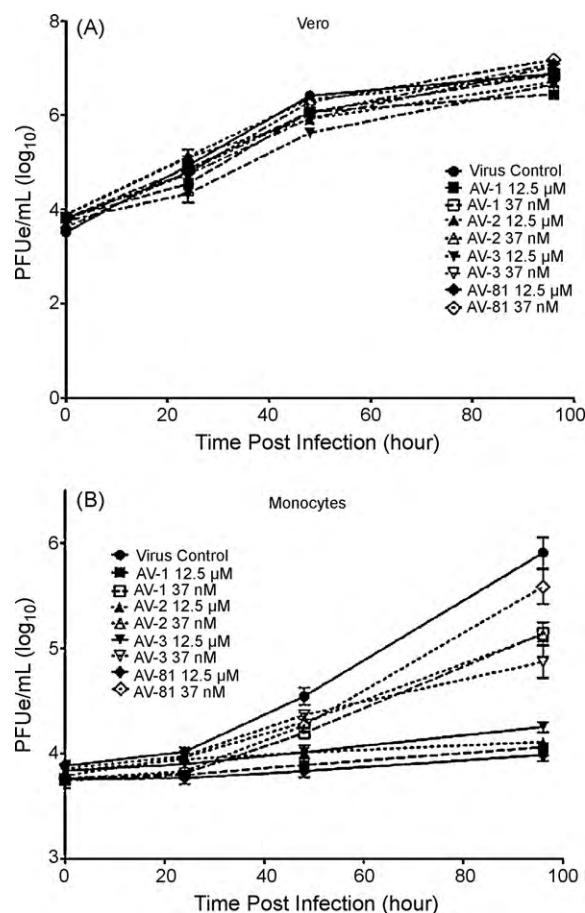 (A)
Vero
8
6
4
2
0
PFUe/mL (log10)
Virus Control
AV-1 12.5 µM
AV-1 37 nM
AV-2 12.5 µM
AV-2 37 nM
AV-3 12.5 µM
AV-3 37 nM
AV-81 12.5 µM
AV-81 37 nM
0 20 40 60 80 100
Time Post Infection (hour)
(B)
Monocytes
6
5
4
3
PFUe/mL (log10)
Virus Control
AV-1 12.5 µM
AV-1 37 nM
AV-2 12.5 µM
AV-2 37 nM
AV-3 12.5 µM
AV-3 37 nM
AV-81 12.5 µM
AV-81 37 nM
0 20 40 60 80 100
Time Post Infection (hour)